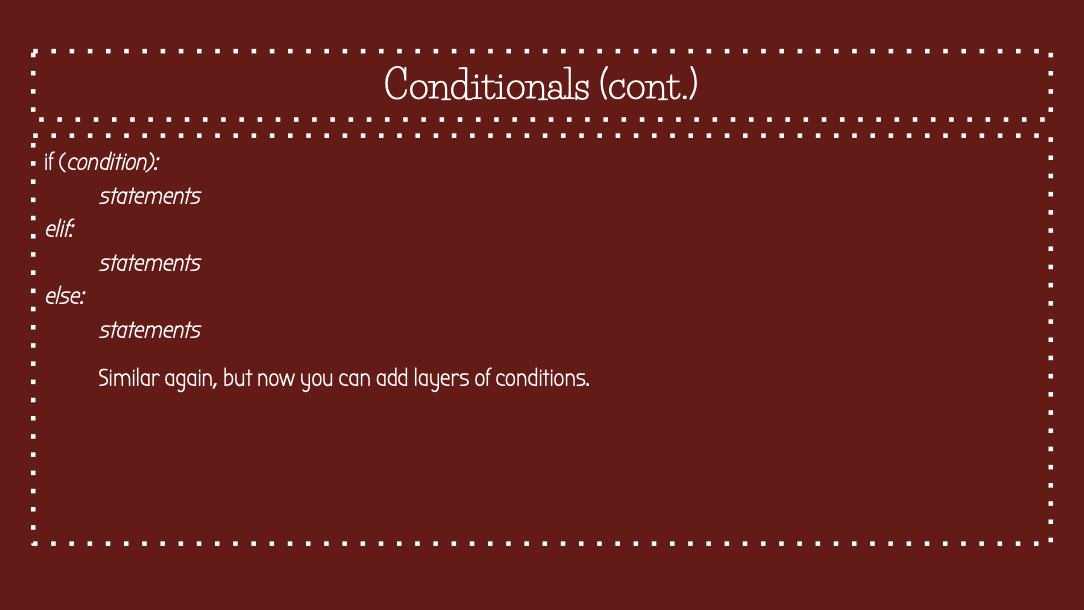 Conditionals (cont.)
if (condition):
statements
elif:
statements
else:
statements
Similar again, but now you can add layers of conditions.